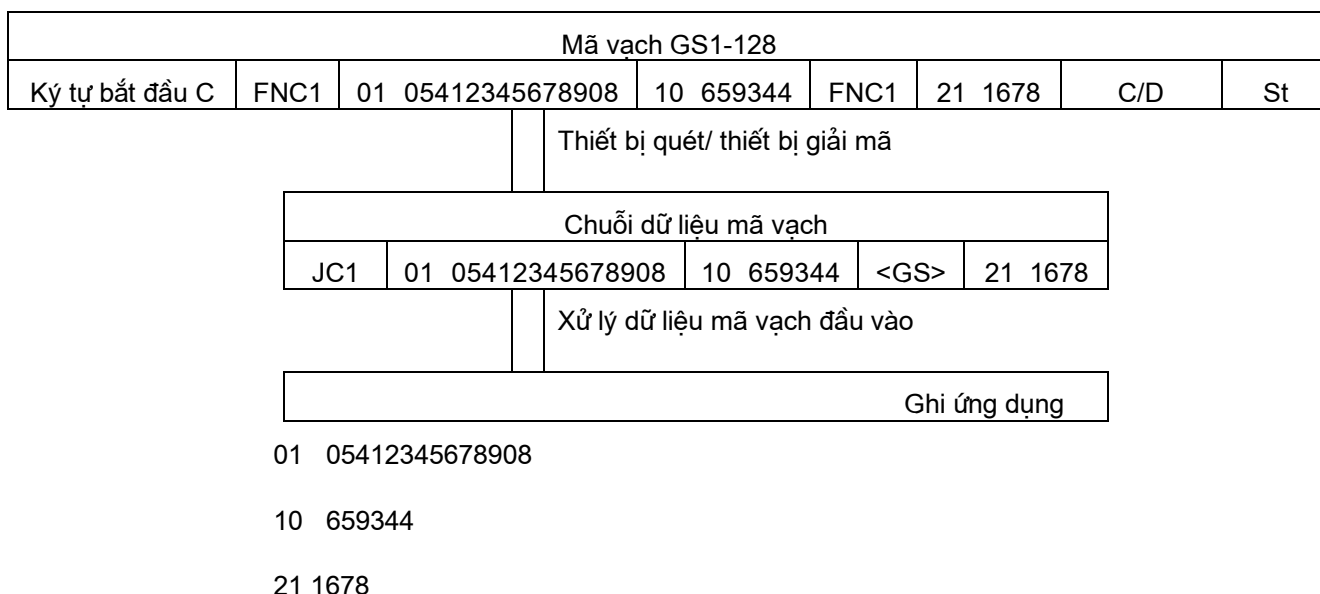 Mã vạch GS1-128
Ký tự bắt đầu C FNC1 01 05412345678908 10 659344 FNC1 21 1678 C/D St
Thiết bị quét/ thiết bị giải mã
Chuỗi dữ liệu mã vạch
JC1 01 05412345678908 10 659344 <GS> 21 1678
Xử lý dữ liệu mã vạch đầu vào
Ghi ứng dụng
01 05412345678908
10 659344
21 1678